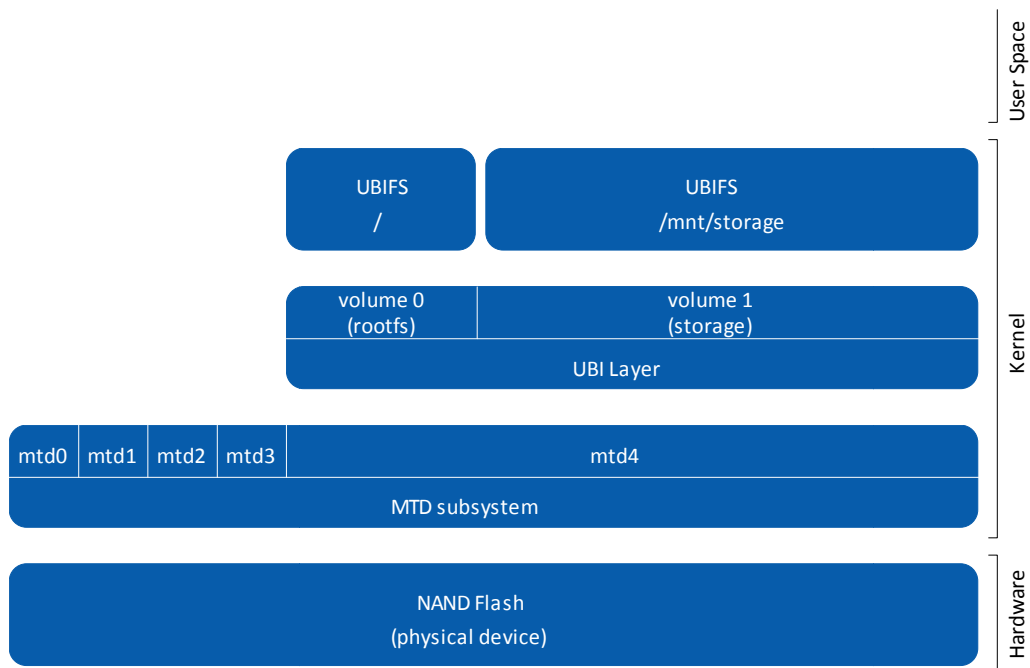 User Space
UBIFS
/
UBIFS
/mnt/storage
volume 0
(rootfs)
volume 1
(storage)
UBI Layer
Kernel
mtd0
mtd1
mtd2
mtd3
mtd4
MTD subsystem
NAND Flash
(physical device)
Hardware